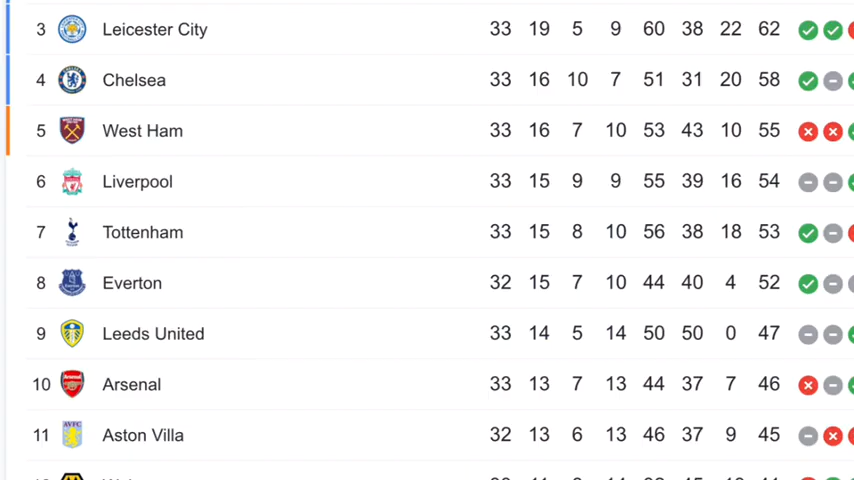 3 Leicester City 33 19 5 9 60 38 22 62
4 Chelsea 33 16 10 7 51 31 20 58
5 West Ham 33 16 7 10 53 43 10 55
6 Liverpool 33 15 9 9 55 39 16 54
7 Tottenham 33 15 8 10 56 38 18 53
8 Everton 32 15 7 10 44 40 4 52
9 Leeds United 33 14 5 14 50 50 0 47
10 Arsenal 33 13 7 13 44 37 7 46
11 Aston Villa 32 13 6 13 46 37 9 45